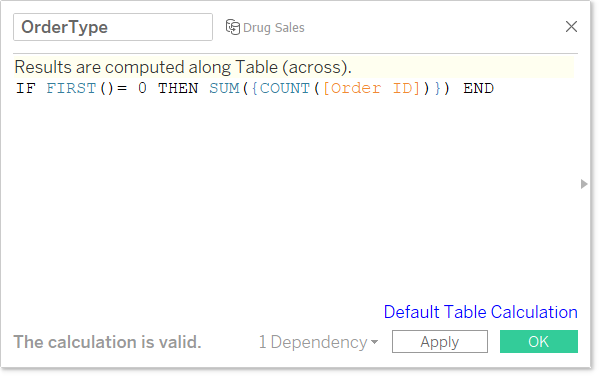 OrderType
Drug Sales
Results are computed along Table (across).
IF FIRST()= 0 THEN SUM({COUNT([Order ID])}) END
Default Table Calculation
The calculation is valid.
1 Dependency
Apply
OK